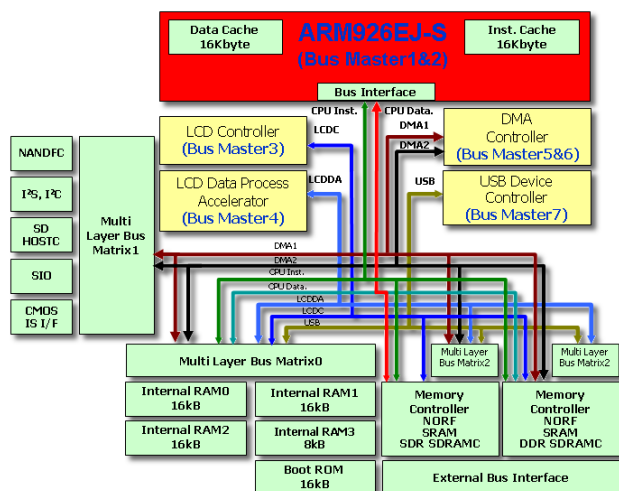 Data Cache
16Kbyte
ARM926EJ-S
(Bus Master1&2)
Inst. Cache
16Kbyte
Bus Interface
CPU Inst.
CPU Data.
LCD Controller
(Bus Master3)
LCDC
DMA1
DMA2
DMA
Controller
(Bus Master5&6)
LCD Data Process
Accelerator
(Bus Master4)
LCDDA
USB
USB Device
Controller
(Bus Master7)
NANDFC
I²S, I²C
SD
HOSTC
SIO
CMOS
IS I/F
Multi
Layer Bus
Matrix1
DMA1
DMA2
CPU Inst.
CPU Data.
LCDDA
LCDC
USB
Multi Layer Bus Matrix0
Multi Layer
Bus Matrix2
Multi Layer
Bus Matrix2
Internal RAM0
16kB
Internal RAM1
16kB
Internal RAM2
16kB
Internal RAM3
8kB
Boot ROM
16kB
Memory
Controller
NORF
SRAM
SDR SDRAMC
Memory
Controller
NORF
SRAM
DDR SDRAMC
External Bus Interface